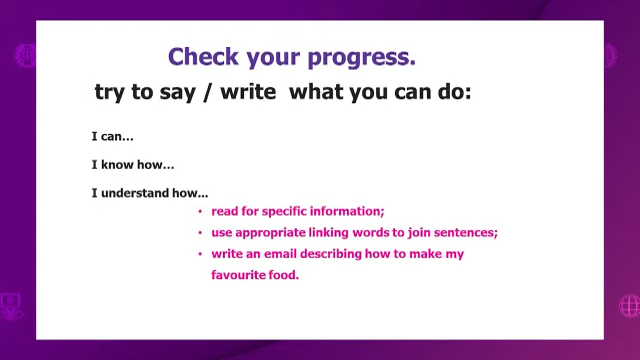 Check your progress.
try to say / write what you can do:
I can...
I know how...
I understand how...
• read for specific information;
• use appropriate linking words to join sentences;
• write an email describing how to make my
favourite food.